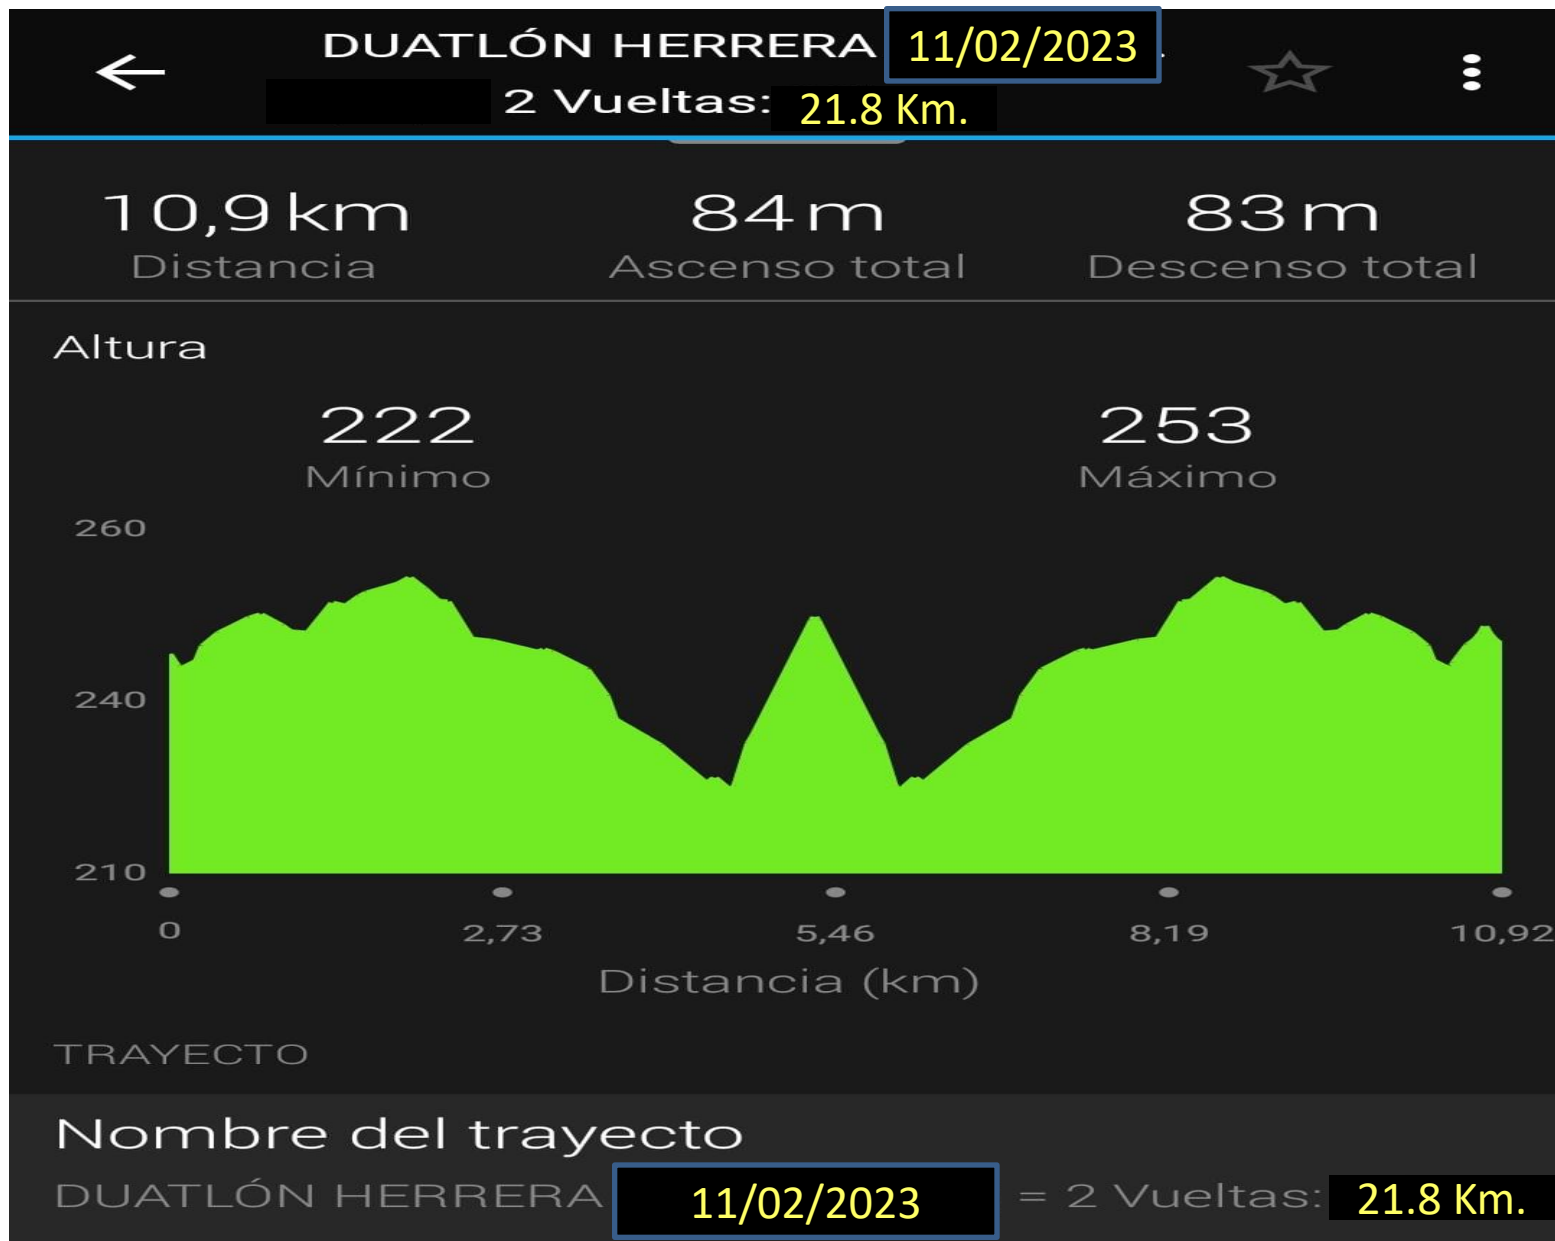 DUATLÓN HERRERA 11/02/2023
2 Vueltas: 21.8 Km.
10,9 km 84 m 83 m
Distancia Ascenso total Descenso total
Altura
222 253
Mínimo Máximo
260
240
210
0 2,73 5,46 8,19 10,92
Distancia (km)
TRAYECTO
Nombre del trayecto
DUATLÓN HERRERA 11/02/2023 = 2 Vueltas: 21.8 Km.